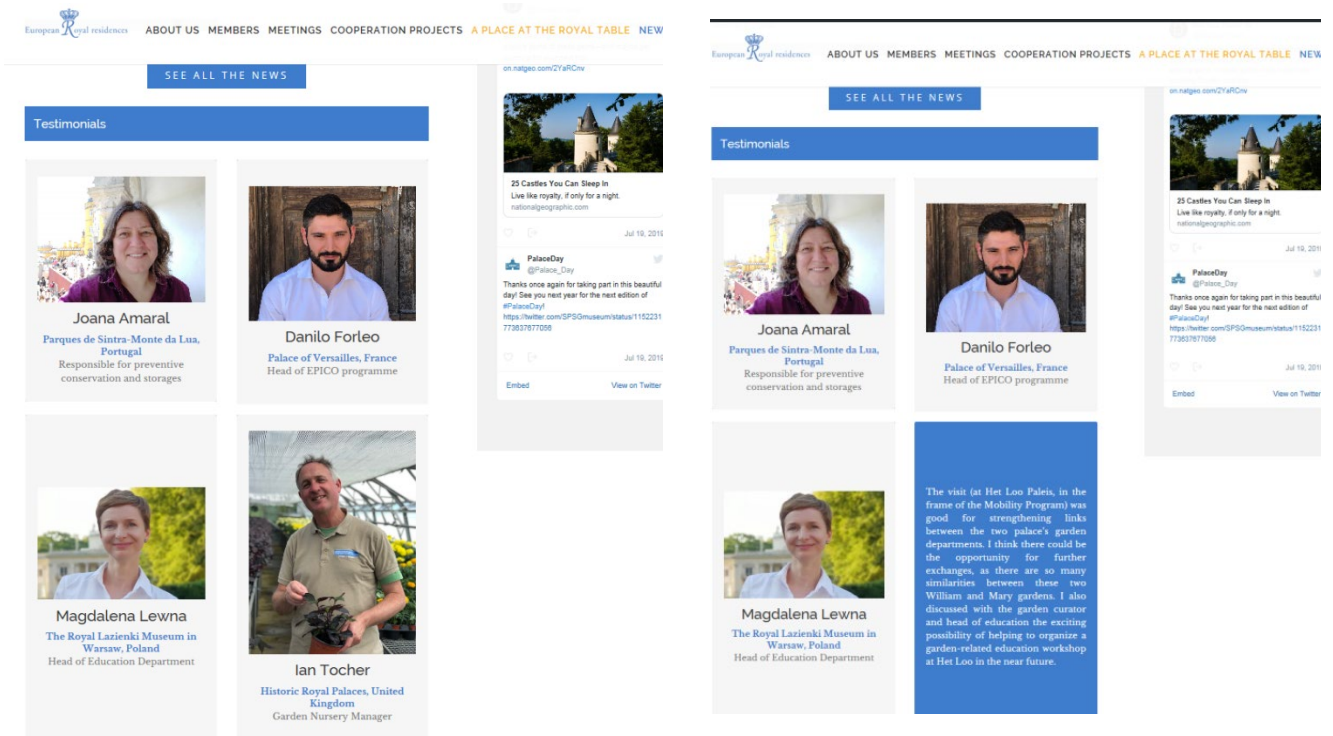 European Royal residences ABOUT US MEMBERS MEETINGS COOPERATION PROJECTS A PLACE AT THE ROYAL TABLE NEW
SEE ALL THE NEWS
on.natgeo.com/2YaRCnv
Testimonials
25 Castles You Can Sleep In
Live like royalty, if only for a night.
nationalgeographic.com
Jul 19, 2019
PalaceDay
@Palace_Day
Thanks once again for taking part in this beautiful
day! See you next year for the next edition of
#PalaceDay!
https://twitter.com/SPSGmuseum/status/1152231
773637677056
Jul 19, 2019
Embed View on Twitter
Joana Amaral
Parques de Sintra-Monte da Lua,
Portugal
Responsible for preventive
conservation and storages
Danilo Forleo
Palace of Versailles, France
Head of EPICO programme
Magdalena Lewna
The Royal Lazienki Museum in
Warsaw, Poland
Head of Education Department
Ian Tocher
Historic Royal Palaces, United
Kingdom
Garden Nursery Manager
European Royal residences ABOUT US MEMBERS MEETINGS COOPERATION PROJECTS A PLACE AT THE ROYAL TABLE NEW
SEE ALL THE NEWS
on.natgeo.com/2YaRCnv
Testimonials
25 Castles You Can Sleep In
Live like royalty, if only for a night.
nationalgeographic.com
Jul 19, 201
PalaceDay
@Palace_Day
Thanks once again for taking part in this beautiful
day! See you next year for the next edition of
#PalaceDay!
https://twitter.com/SPSGmuseum/status/1152231
773637677056
Jul 19, 201
Embed View on Twitter
Joana Amaral
Parques de Sintra-Monte da Lua,
Portugal
Responsible for preventive
conservation and storages
Danilo Forleo
Palace of Versailles, France
Head of EPICO programme
Magdalena Lewna
The Royal Lazienki Museum in
Warsaw, Poland
Head of Education Department
The visit (at Het Loo Paleis, in the
frame of the Mobility Program) was
good for strengthening links
between the two palace's garden
departments. I think there could be
the opportunity for further
exchanges, as there are so many
similarities between these two
William and Mary gardens. I also
discussed with the garden curator
and head of education the exciting
possibility of helping to organize a
garden-related education workshop
at Het Loo in the near future.